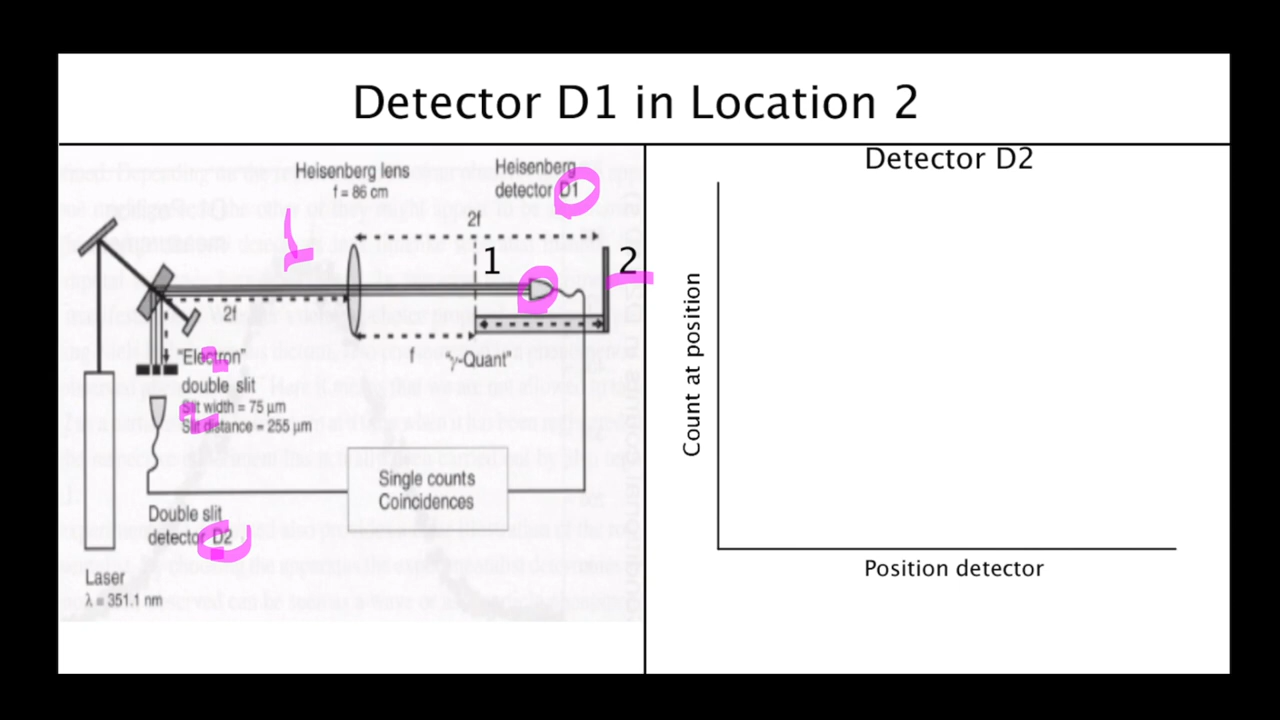 Detector D1 in Location 2
Heisenberg lens
f = 86 cm
Heisenberg
detector D1
2f
1
2
2f
f
"γ-Quant"
"Electron"
double slit
Slit width = 75 μm
Slit distance = 255 μm
Single counts
Coincidences
Double slit
detector D2
Laser
λ = 351.1 nm
Detector D2
Count at position
Position detector